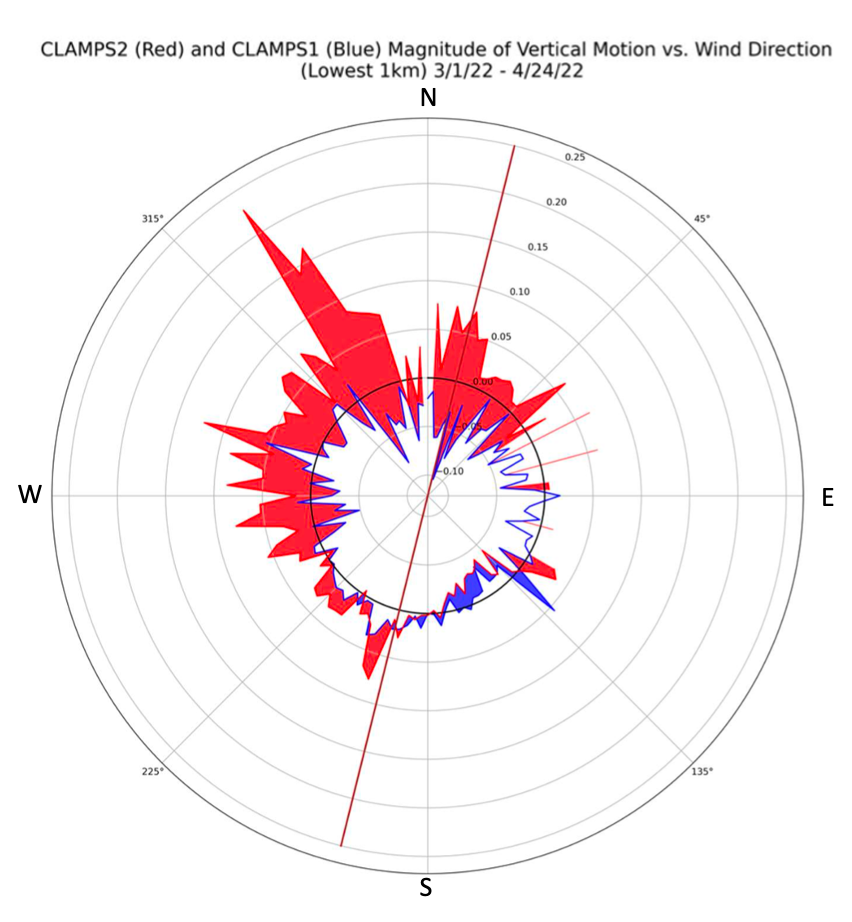 CLAMPS2 (Red) and CLAMPS1 (Blue) Magnitude of Vertical Motion vs. Wind Direction
(Lowest 1km) 3/1/22 - 4/24/22
N
0.25
0.20
315°
45°
0.15
0.10
0.05
0.00
−0.05
−0.10
W
E
225°
135°
S